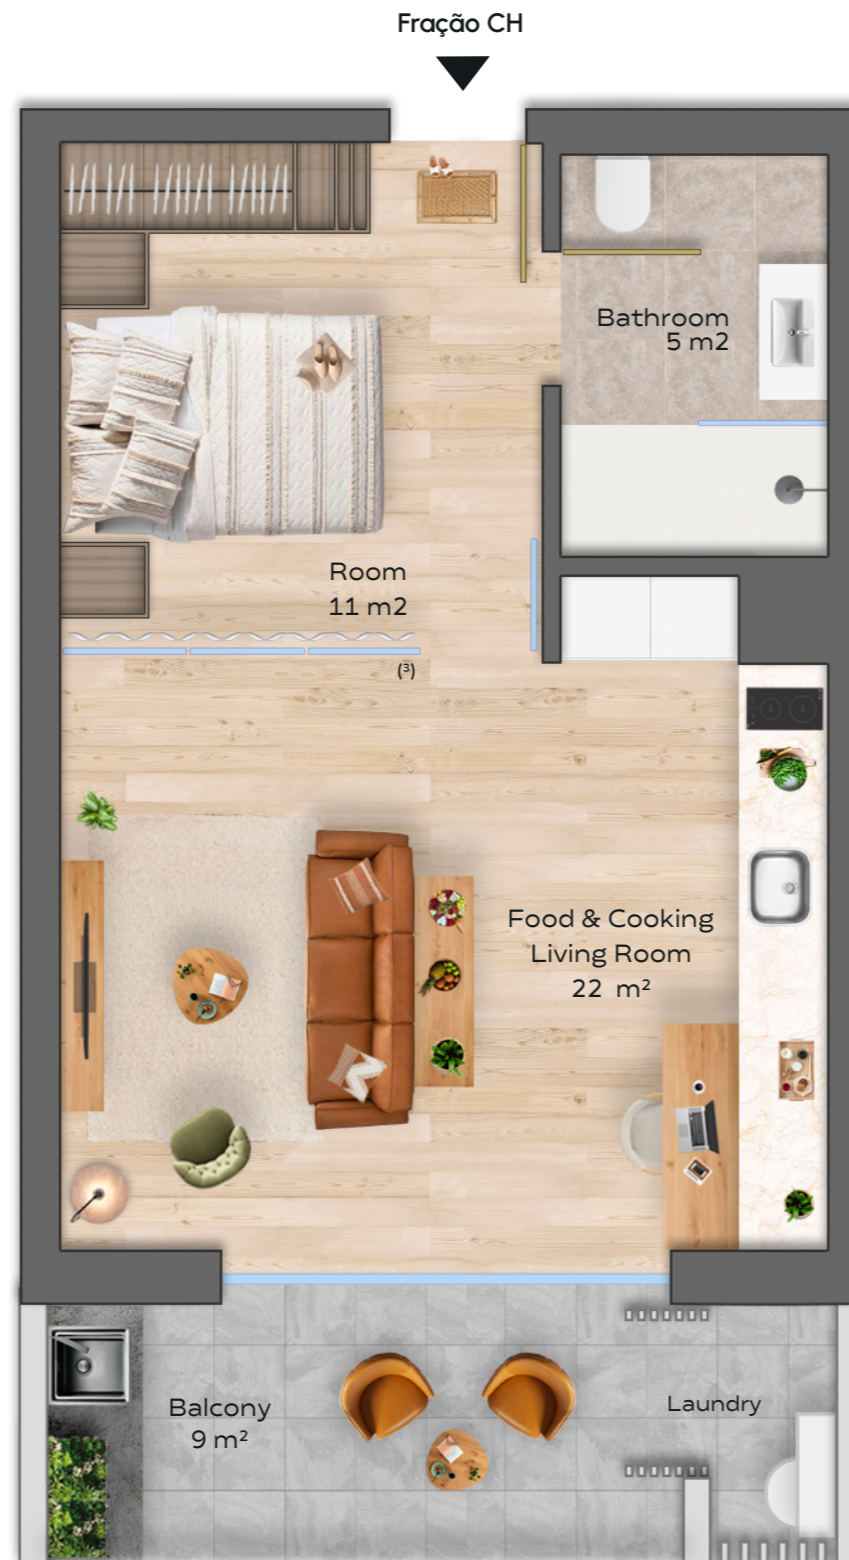 Fração CH
Bathroom
5 m2
Room
11 m2
(³)
Food & Cooking
Living Room
22 m²
Balcony
9 m²
Laundry